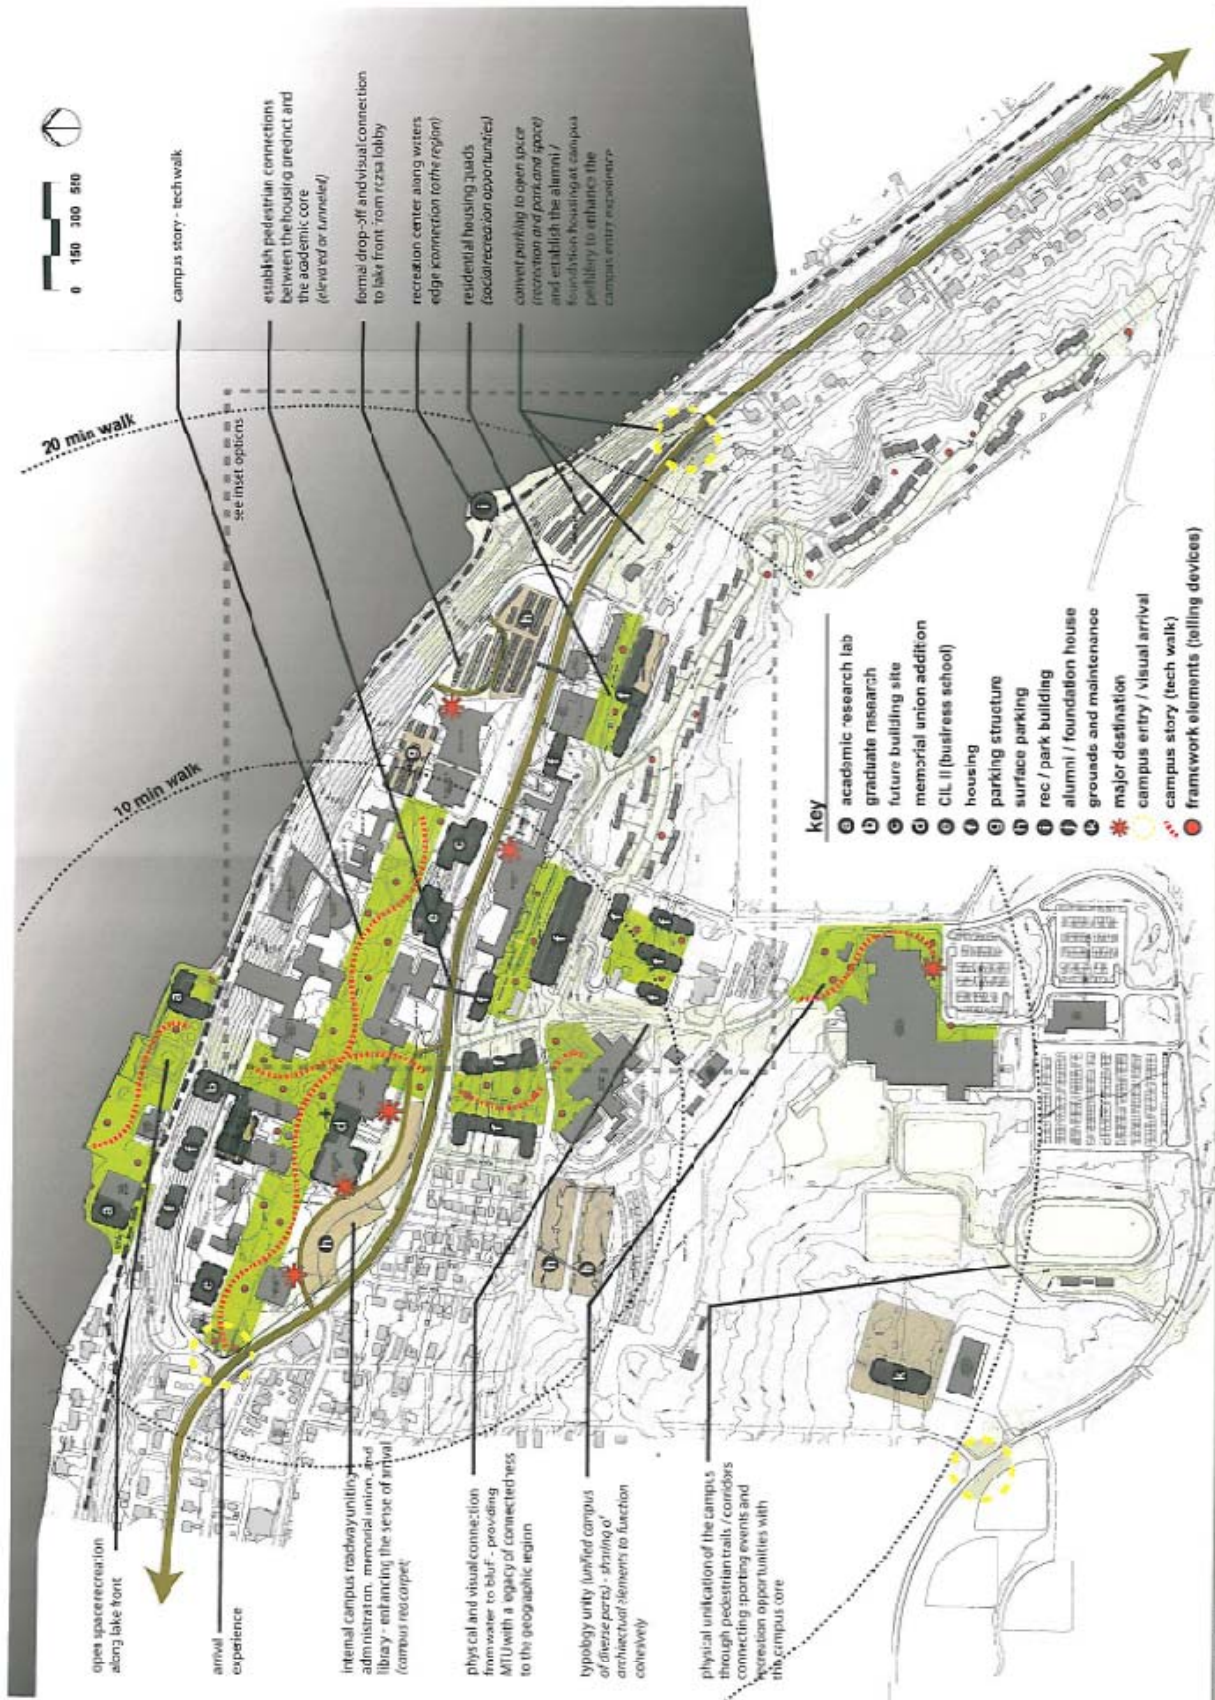 0 150 300 500
campus story - tech walk
establish pedestrian connections
between the housing precinct and
the academic core
(elevated or tunneled)
formal drop-off and visual connection
to lake front from rozsa lobby
recreation center along waters
edge (connection to the region)
residential housing quads
(social recreation opportunities)
convert parking to open space
(recreation and park and space)
and establish the alumni /
foundation housing at campus
periphery to enhance the
campus entry experience
20 min walk
see inset options
10 min walk
key
a academic research lab
b graduate research
c future building site
d memorial union addition
e CIL II (business school)
f housing
g parking structure
h surface parking
i rec / park building
j alumni / foundation house
k grounds and maintenance
major destination
campus entry / visual arrival
campus story (tech walk)
framework elements (telling devices)
open space recreation
along lake front
arrival
experience
internal campus roadway uniting
administration, memorial union, and
library - enhancing the sense of arrival
(campus red carpet)
physical and visual connection
from water to bluff - providing
MTU with a legacy of connectedness
to the geographic region
typology unity (unified campus
of diverse parts) - sharing of
architectual elements to function
cohesively
physical unification of the campus
through pedestrian trails / corridors
connecting sporting events and
recreation opportunities with
the campus core